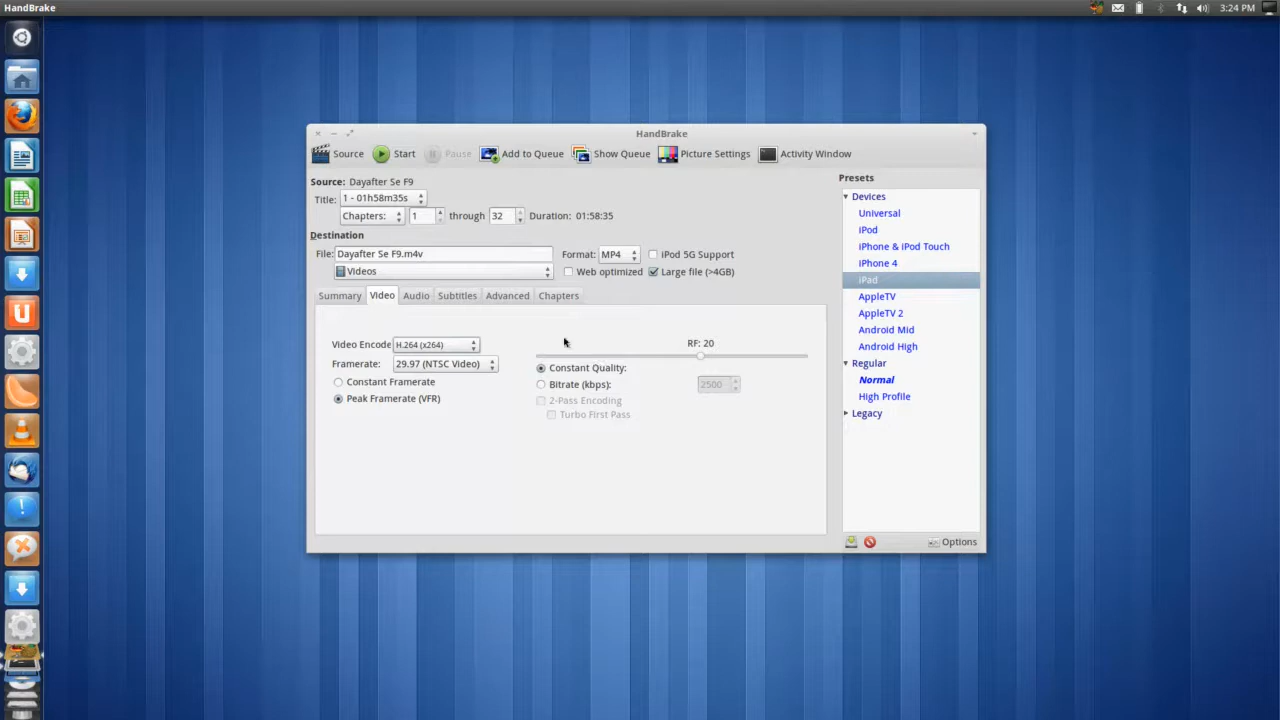 HandBrake
3:24 PM
HandBrake
Source Start Pause Add to Queue Show Queue Picture Settings Activity Window
Source: Dayafter Se F9
Title: 1 - 01h58m35s
Chapters: 1 through 32 Duration: 01:58:35
Destination
File: Dayafter Se F9.m4v Format: MP4 iPod 5G Support
Videos Web optimized Large file (>4GB)
Summary Video Audio Subtitles Advanced Chapters
Video Encode H.264 (x264)
Framerate: 29.97 (NTSC Video)
Constant Framerate
Peak Framerate (VFR)
RF: 20
Constant Quality:
Bitrate (kbps): 2500
2-Pass Encoding
Turbo First Pass
Presets
Devices
Universal
iPod
iPhone & iPod Touch
iPhone 4
iPad
AppleTV
AppleTV 2
Android Mid
Android High
Regular
Normal
High Profile
Legacy
Options